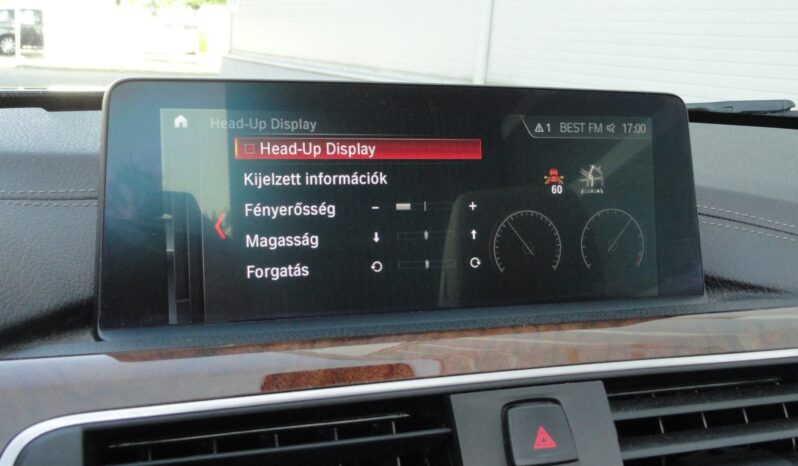 Head-Up Display
1 BEST FM 17:00
Head-Up Display
Kijelzett információk
60
Fényerősség - +
Magasság
Forgatás